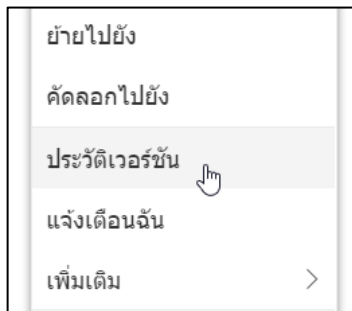 ย้ายไปยัง
คัดลอกไปยัง
ประวัติเวอร์ชัน
แจ้งเตือนฉัน
เพิ่มเติม